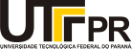 UTFPR
UNIVERSIDADE TECNOLÓGICA FEDERAL DO PARANÁ